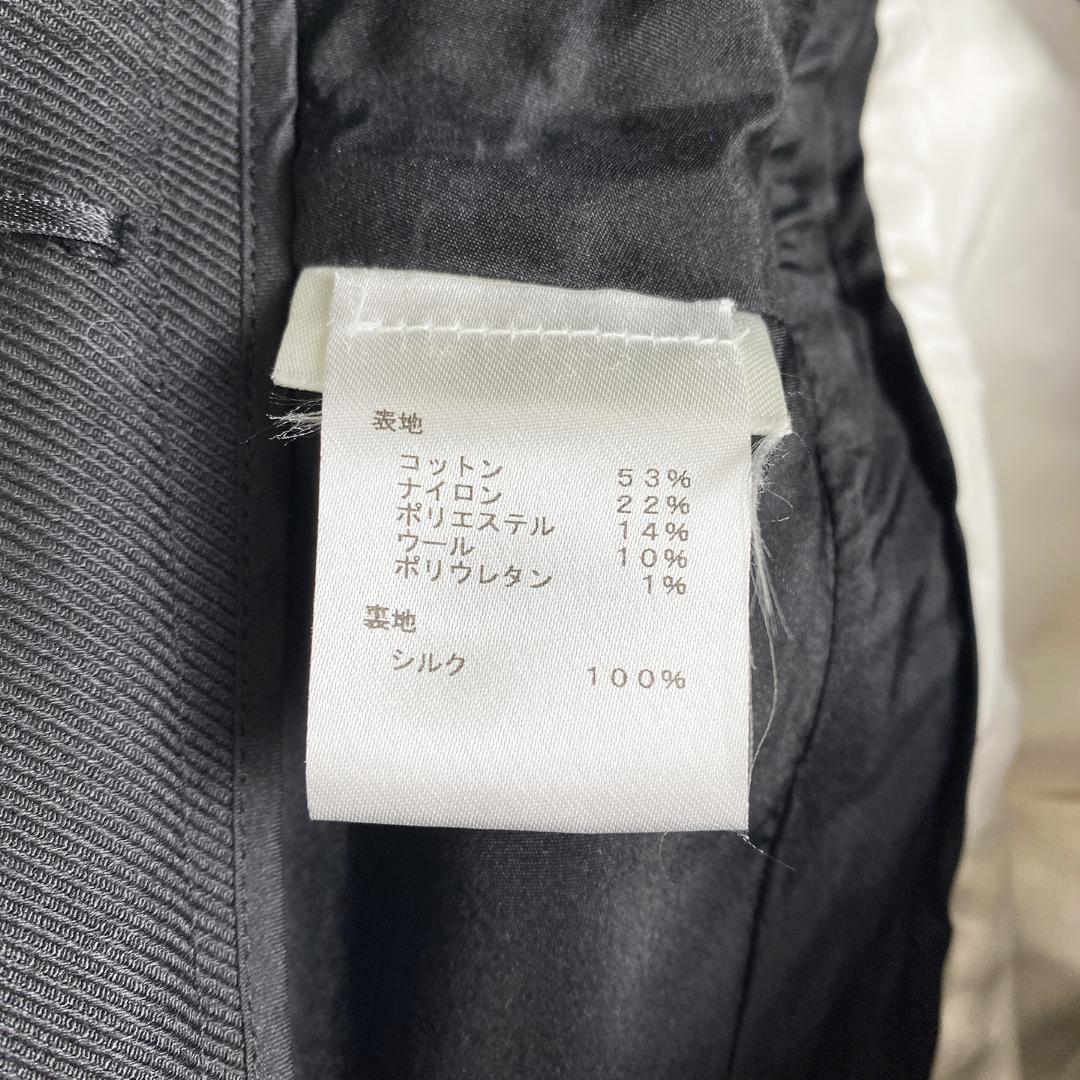 表地
コットン ５３％
ナイロン ２２％
ポリエステル １４％
ウール １０％
ポリウレタン １％
裏地
シルク １００％